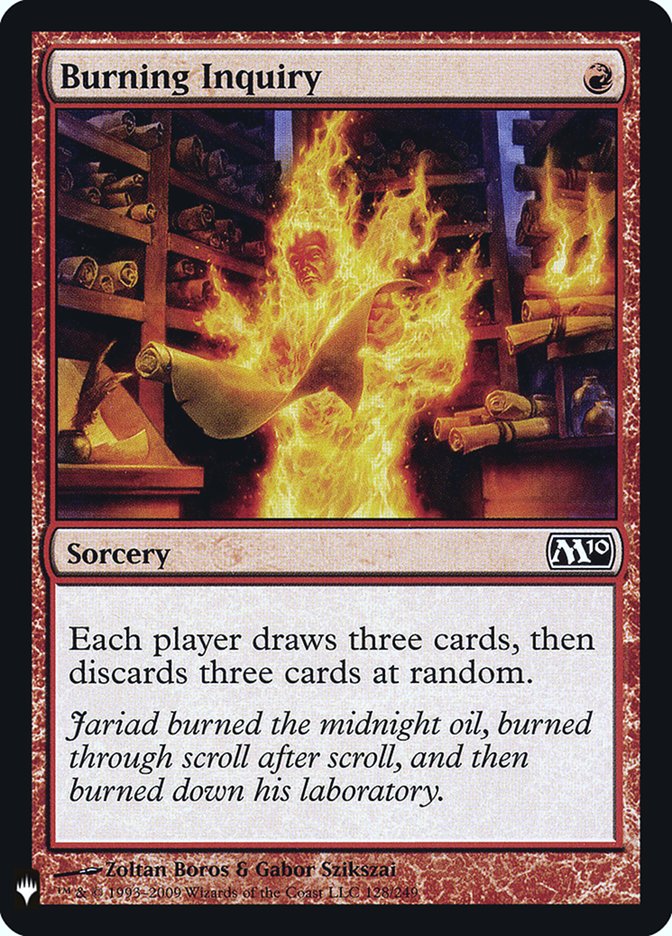 Burning Inquiry
Sorcery
M10
Each player draws three cards, then
discards three cards at random.
Jariad burned the midnight oil, burned
through scroll after scroll, and then
burned down his laboratory.
Zoltan Boros & Gabor Szikszai
™ & © 1993–2009 Wizards of the Coast LLC 128/249